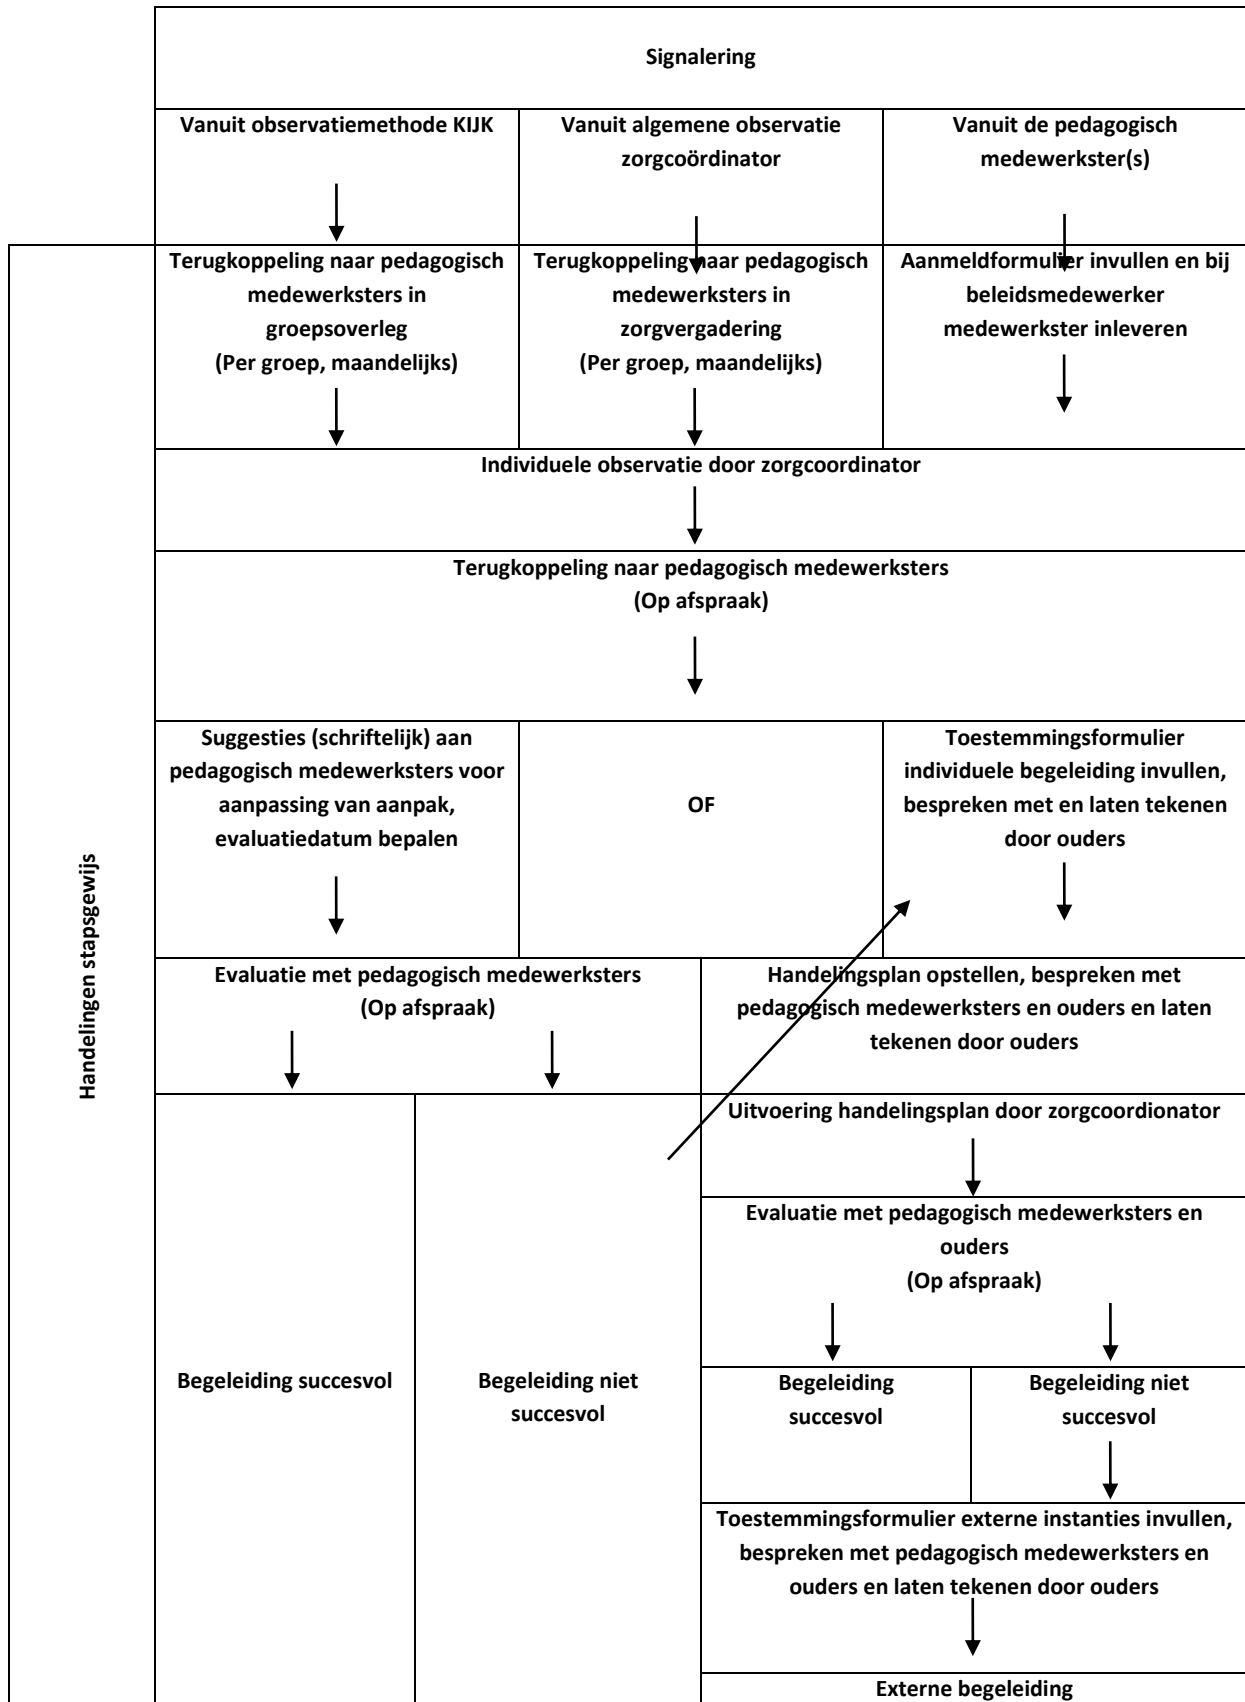 Signalering
Vanuit observatiemethode KIJK
Vanuit algemene observatie
zorgcoördinator
Vanuit de pedagogisch
medewerkster(s)
Handelingen stapsgewijs
Terugkoppeling naar pedagogisch
medewerksters in
groepsoverleg
(Per groep, maandelijks)
Terugkoppeling naar pedagogisch
medewerksters in
zorgvergadering
(Per groep, maandelijks)
Aanmeldformulier invullen en bij
beleidsmedewerker
medewerkster inleveren
Individuele observatie door zorgcoordinator
Terugkoppeling naar pedagogisch medewerksters
(Op afspraak)
Suggesties (schriftelijk) aan
pedagogisch medewerksters voor
aanpassing van aanpak,
evaluatiedatum bepalen
OF
Toestemmingsformulier
individuele begeleiding invullen,
bespreken met en laten tekenen
door ouders
Evaluatie met pedagogisch medewerksters
(Op afspraak)
Handelingsplan opstellen, bespreken met
pedagogisch medewerksters en ouders en laten
tekenen door ouders
Begeleiding succesvol
Begeleiding niet
succesvol
Uitvoering handelingsplan door zorgcoordionator
Evaluatie met pedagogisch medewerksters en
ouders
(Op afspraak)
Begeleiding
succesvol
Begeleiding niet
succesvol
Toestemmingsformulier externe instanties invullen,
bespreken met pedagogisch medewerksters en
ouders en laten tekenen door ouders
Externe begeleiding